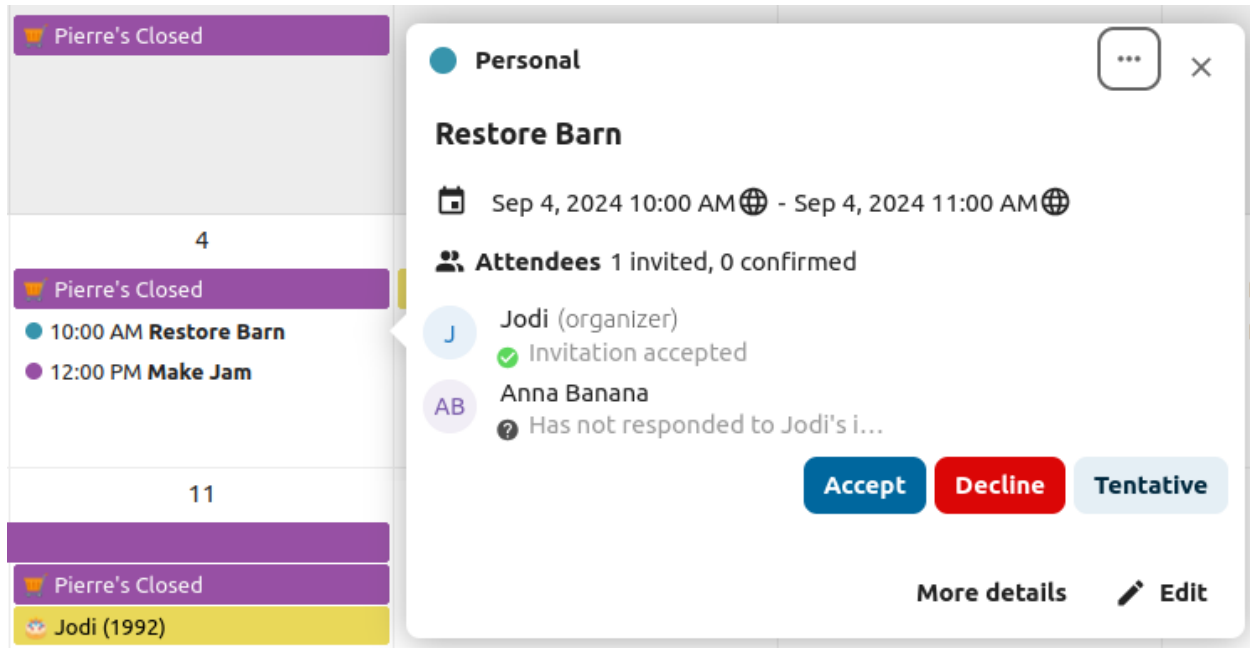 Pierre's Closed
4
Pierre's Closed
10:00 AM Restore Barn
12:00 PM Make Jam
11
Pierre's Closed
Jodi (1992)
Personal
Restore Barn
Sep 4, 2024 10:00 AM - Sep 4, 2024 11:00 AM
Attendees 1 invited, 0 confirmed
J
Jodi (organizer)
Invitation accepted
AB
Anna Banana
Has not responded to Jodi's i...
Accept Decline Tentative
More details Edit